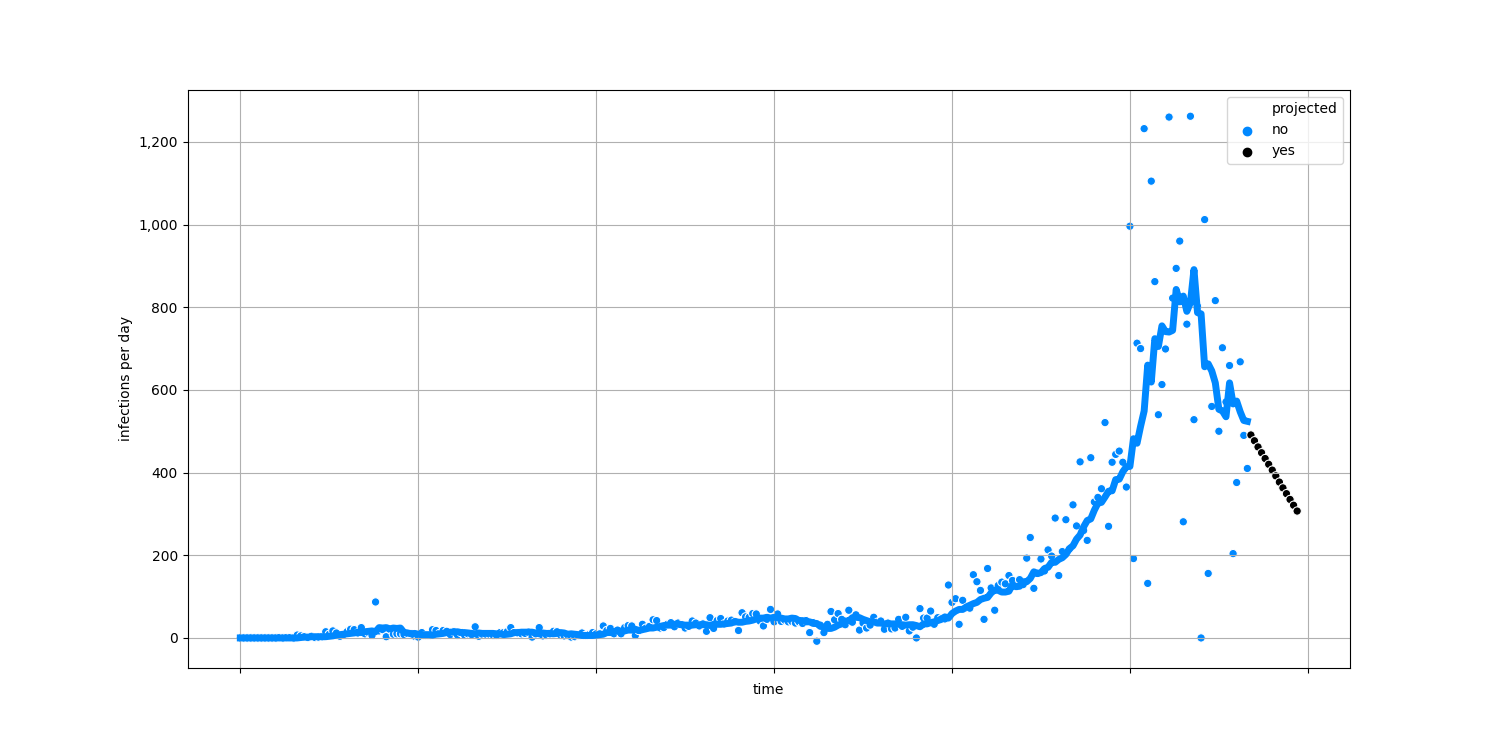 projected
no
yes
1,200
1,000
800
600
400
200
0
infections per day
time